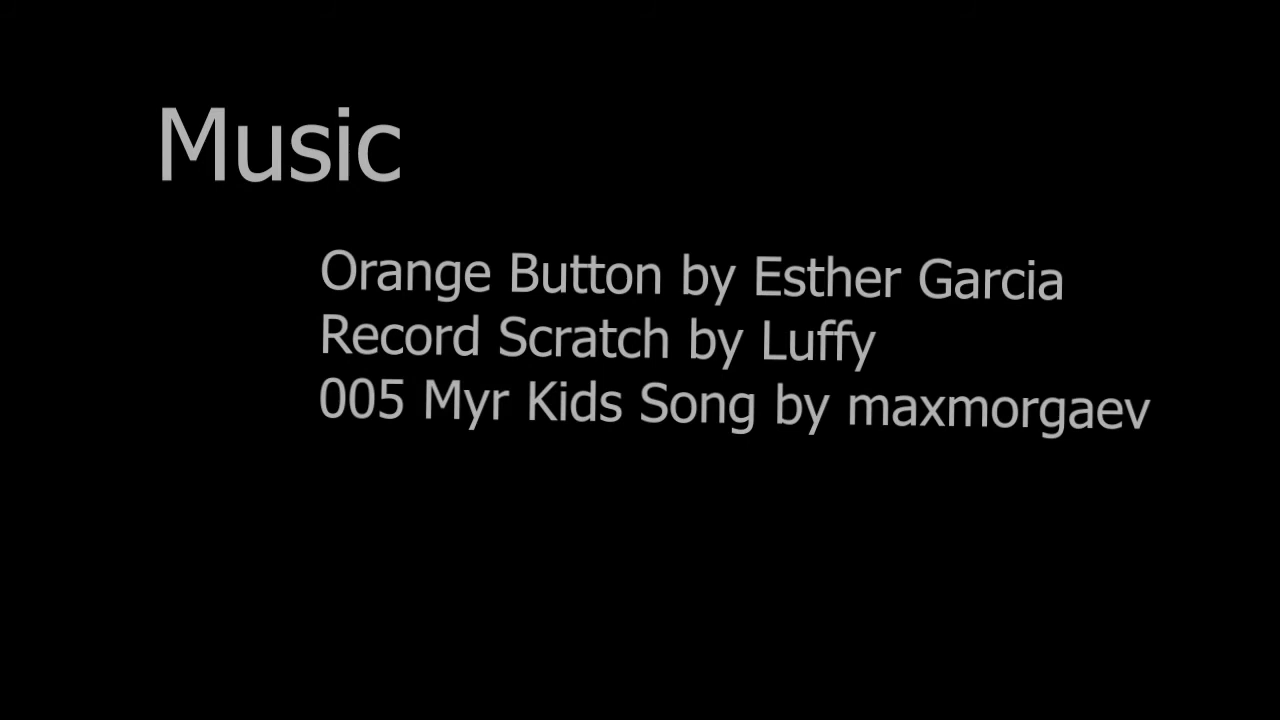 Music
Orange Button by Esther Garcia
Record Scratch by Luffy
005 Myr Kids Song by maxmorgaev